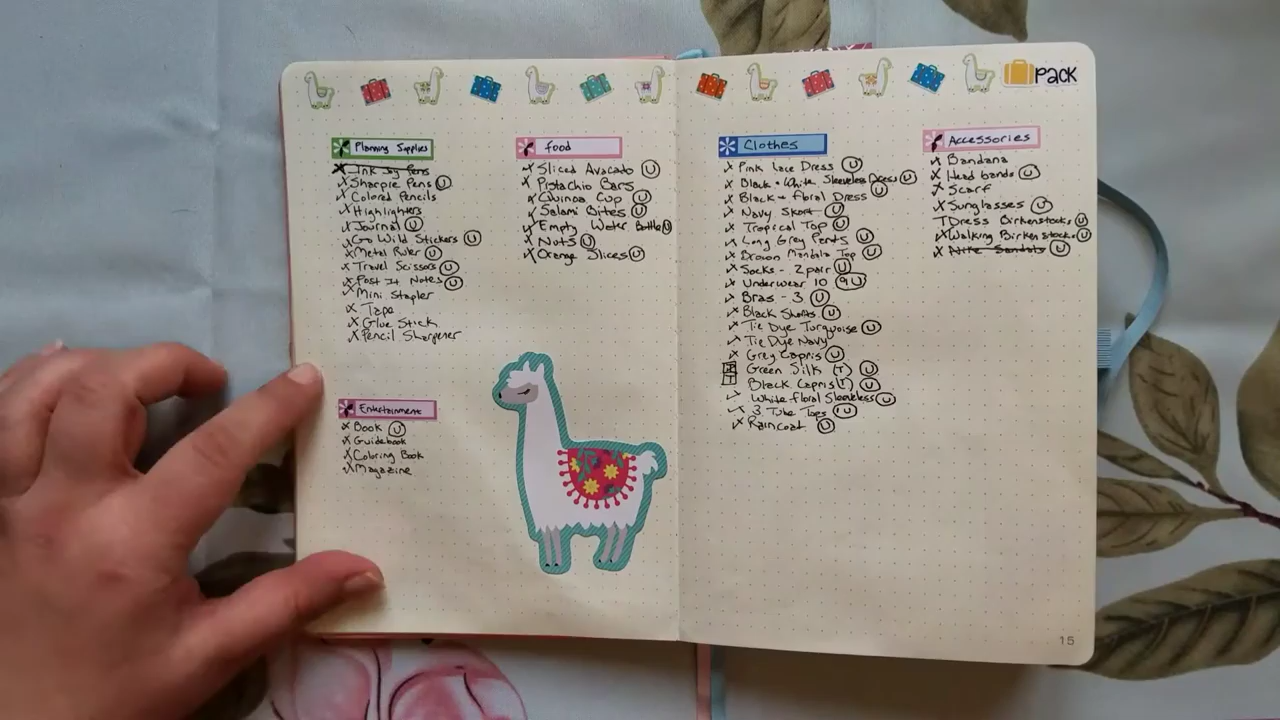 PACK
Planning Supplies
Ink Joy Pens
X Sharpie Pens U
X Colored Pencils
X Highlighters
X Journal U
X Go Wild Stickers U
X Metal Ruler U
X Travel Scissors U
X Post It Notes U
X Mini Stapler
X Tape
X Glue Stick
X Pencil Sharpener
Entertainment
X Book U
X Guidebook
X Coloring Book
X Magazine
Food
X Sliced Avacato U
X Pistachio Bars
X Quinoa Cup U
X Salami Bites U
X Empty Water Bottle U
X Nuts U
X Orange Slices U
Clothes
X Pink Lace Dress U
X Black + White Sleeveless Dress U
X Black + Floral Dress U
X Navy Skort U
X Tropical Top U
X Long Grey Pants U
X Brown Mandala Top U
X Socks - 2 pair U
X Underwear 10 9 U
X Bras - 3 U
X Black Shorts U
Tie Dye Turquoise U
Tie Dye Navy
X Grey Capris U
Green Silk (T) U
Black Capris (T) U
White floral Sleeveless U
3 Tube Tops U
X Raincoat U
Accessories
X Bandana
X Head bands U
X Scarf
X Sunglasses U
T Dress Birkenstocks U
X Walking Birkenstocks U
X Nike Sandals U
15